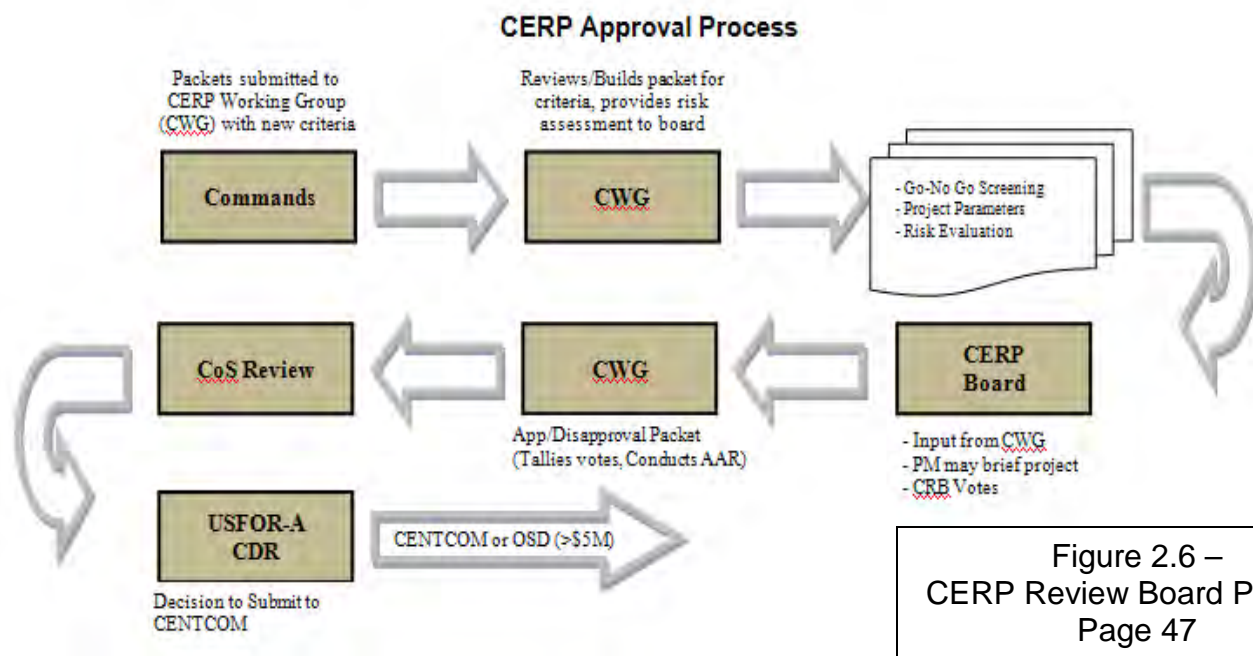 CERP Approval Process
Packets submitted to
CERP Working Group
(CWG) with new criteria
Commands
Reviews/Builds packet for
criteria, provides risk
assessment to board
CWG
- Go-No Go Screening
- Project Parameters
- Risk Evaluation
CERP
Board
- Input from CWG
- PM may brief project
- CRB Votes
CWG
App/Disapproval Packet
(Tallies votes, Conducts AAR)
CoS Review
USFOR-A
CDR
Decision to Submit to
CENTCOM
CENTCOM or OSD (>$5M)
Figure 2.6 –
CERP Review Board P
Page 47